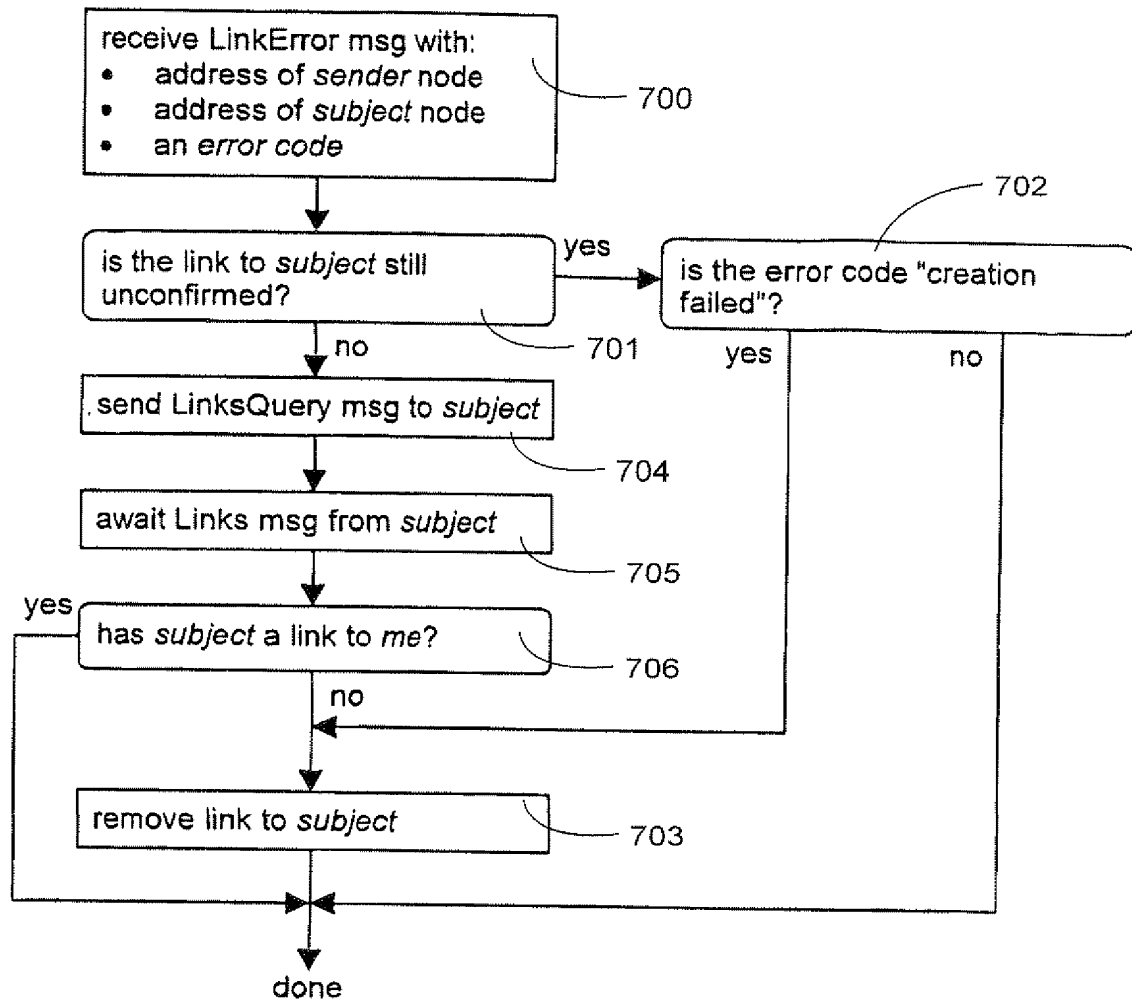 receive LinkError msg with:
• address of sender node
• address of subject node
• an error code
700
702
is the link to subject still
unconfirmed?
yes
is the error code "creation
failed"?
701
no
yes
no
send LinksQuery msg to subject
704
await Links msg from subject
705
yes
has subject a link to me?
706
no
remove link to subject
703
done